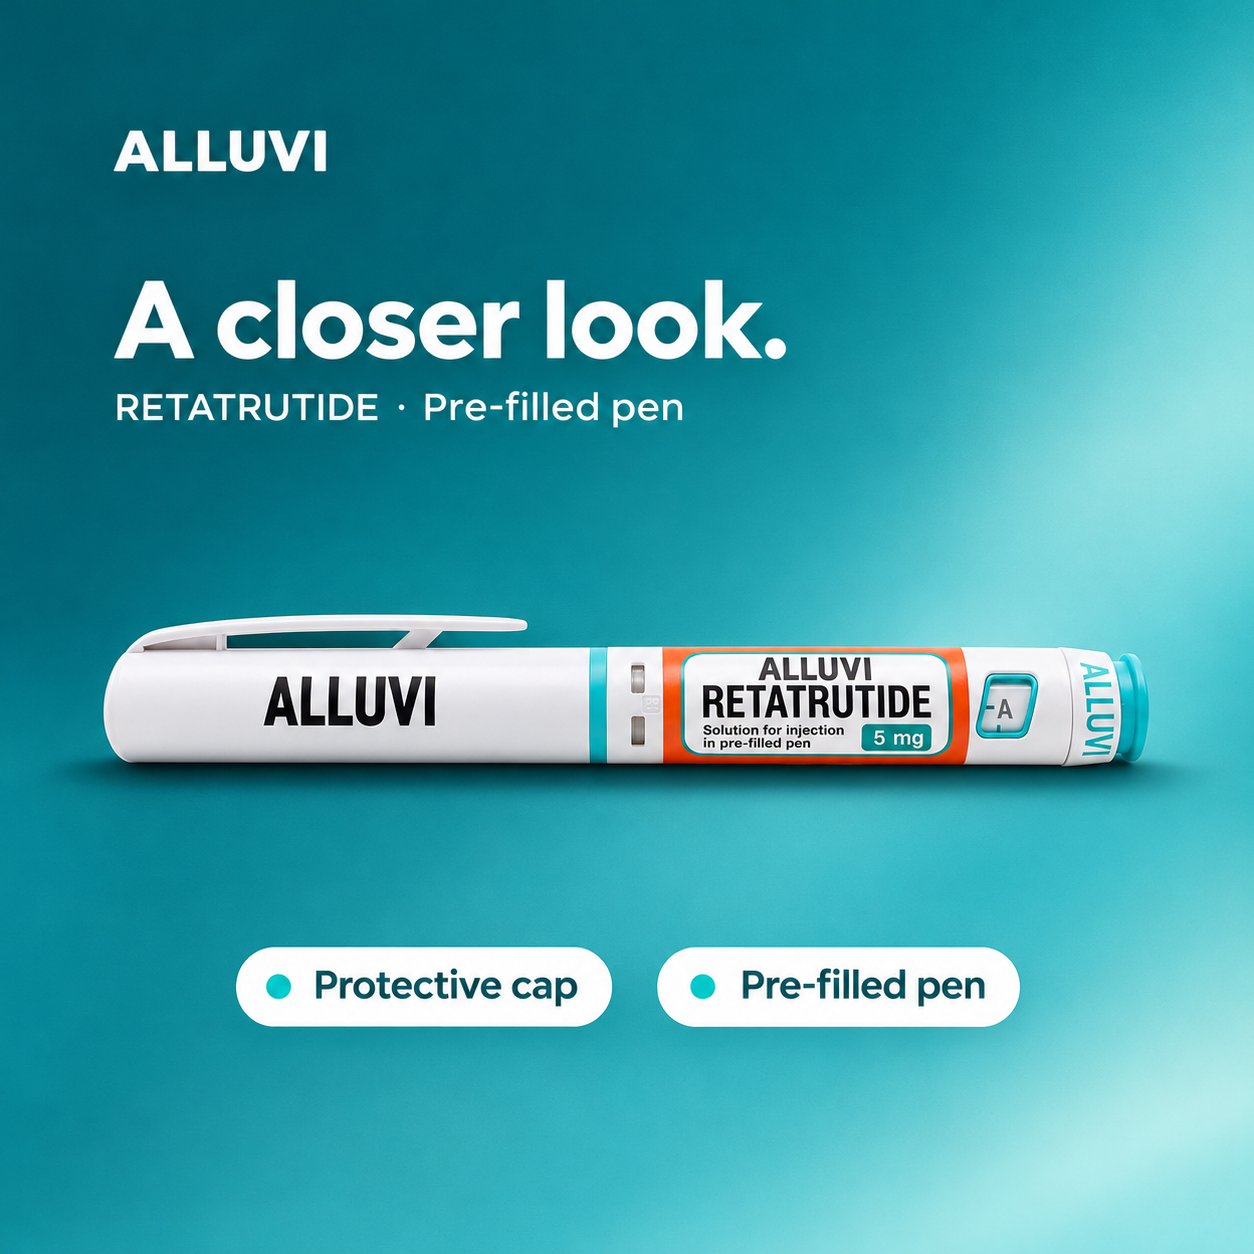 ALLUVI
A closer look.
RETATRUTIDE · Pre-filled pen
ALLUVI
ALLUVI
RETATRUTIDE
Solution for injection
in pre-filled pen
5 mg
A
ALLUVI
Protective cap
Pre-filled pen